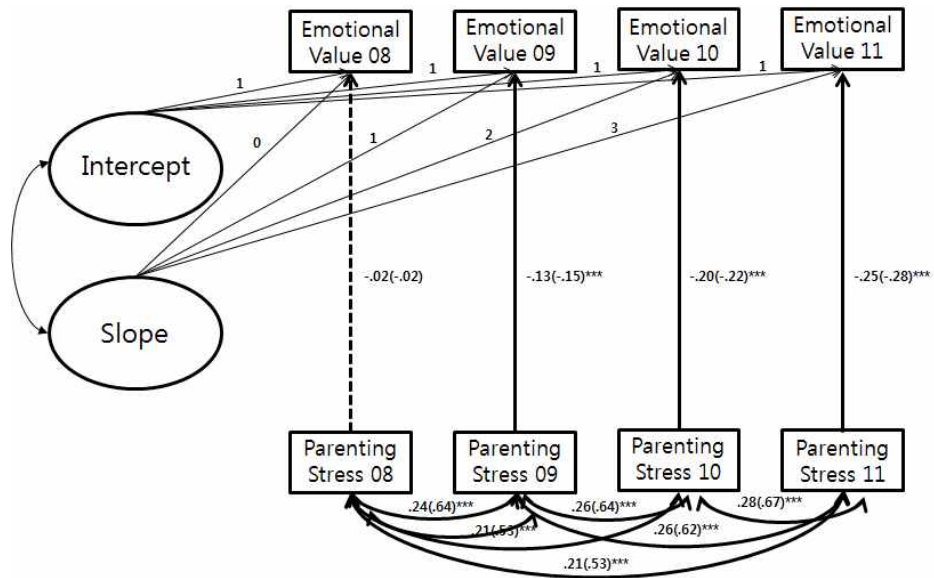 Emotional
Value 08
Emotional
Value 09
Emotional
Value 10
Emotional
Value 11
1
1
1
1
Intercept
0
1
2
3
Slope
-.02(-.02)
-.13(-.15)***
-.20(-.22)***
-.25(-.28)***
Parenting
Stress 08
Parenting
Stress 09
Parenting
Stress 10
Parenting
Stress 11
.24(.64)***
.26(.64)***
.28(.67)***
.21(.53)***
.26(.62)***
.21(.53)***